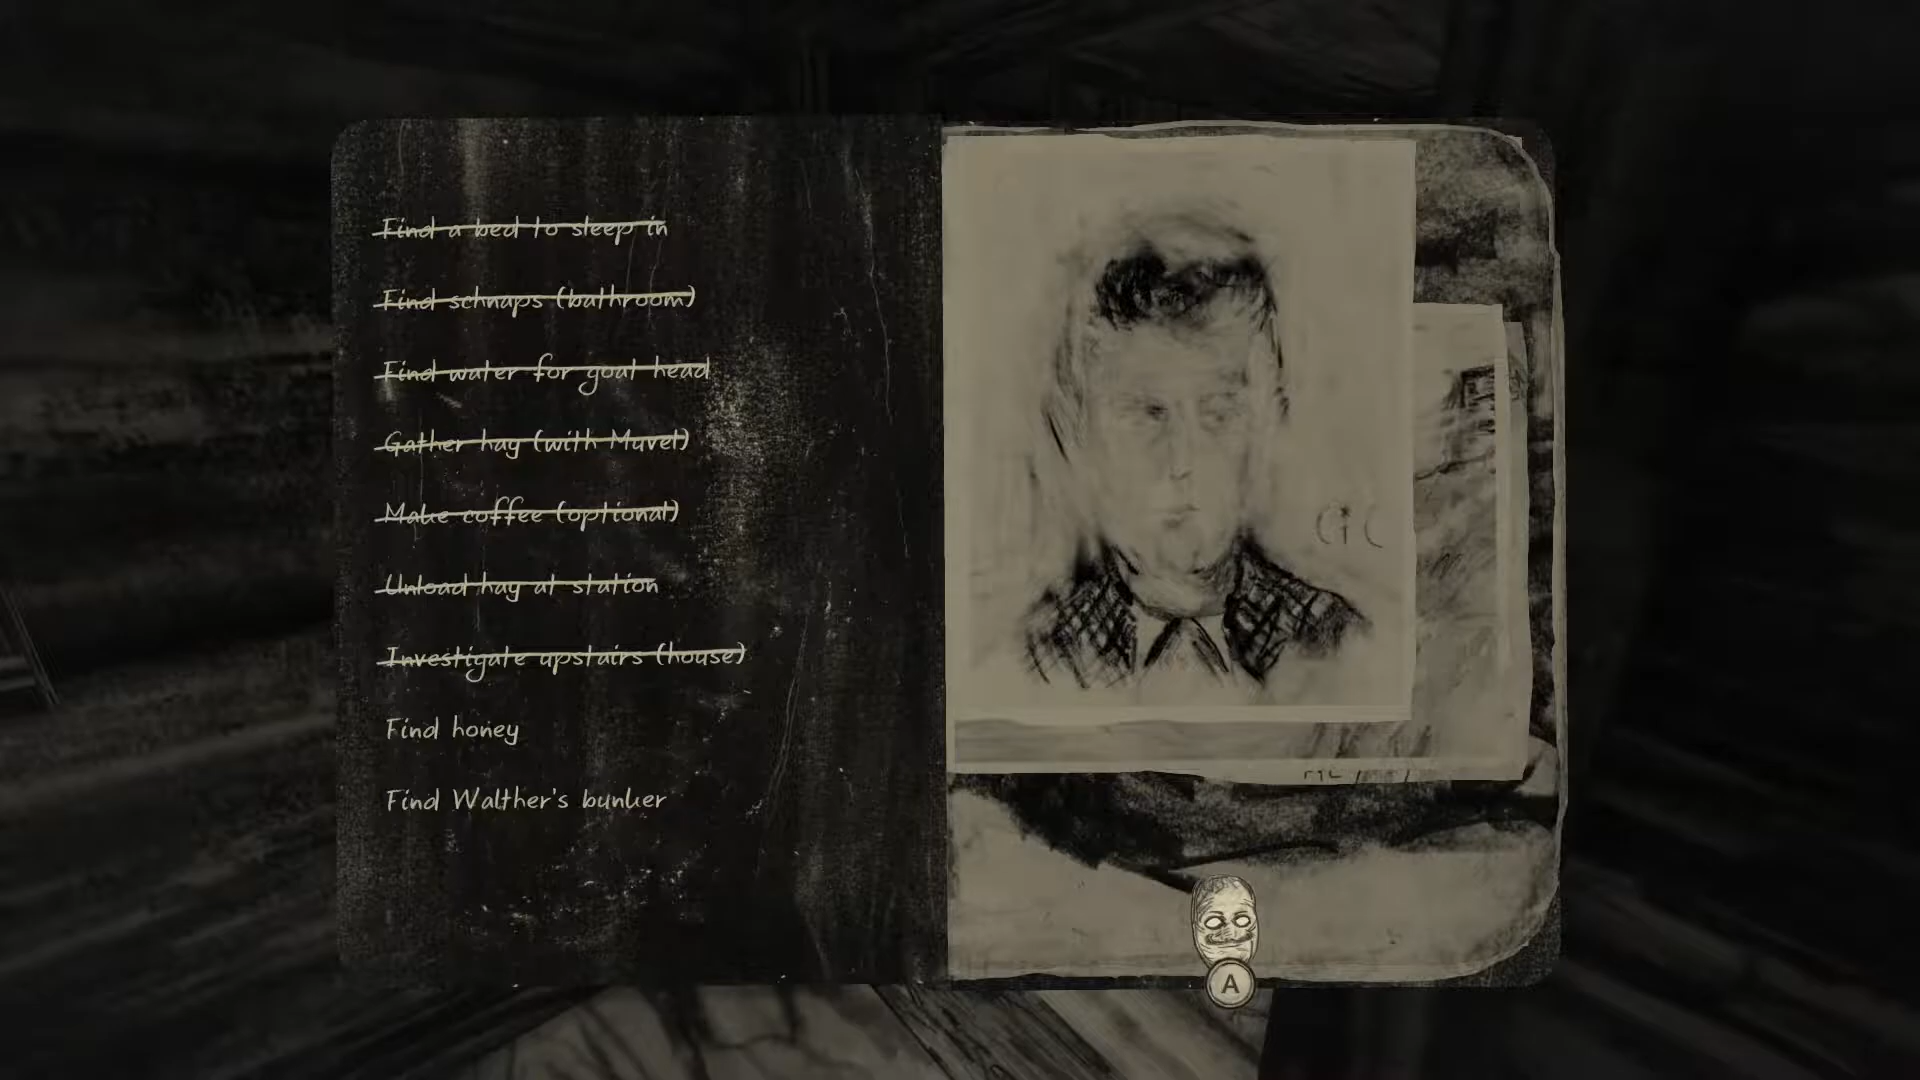 Find a bed to sleep in
Find schnaps (bathroom)
Find water for goat head
Gather hay (with Muvel)
Make coffee (optional)
Unload hay at station
Investigate upstairs (house)
Find honey
Find Walther's bunker
A